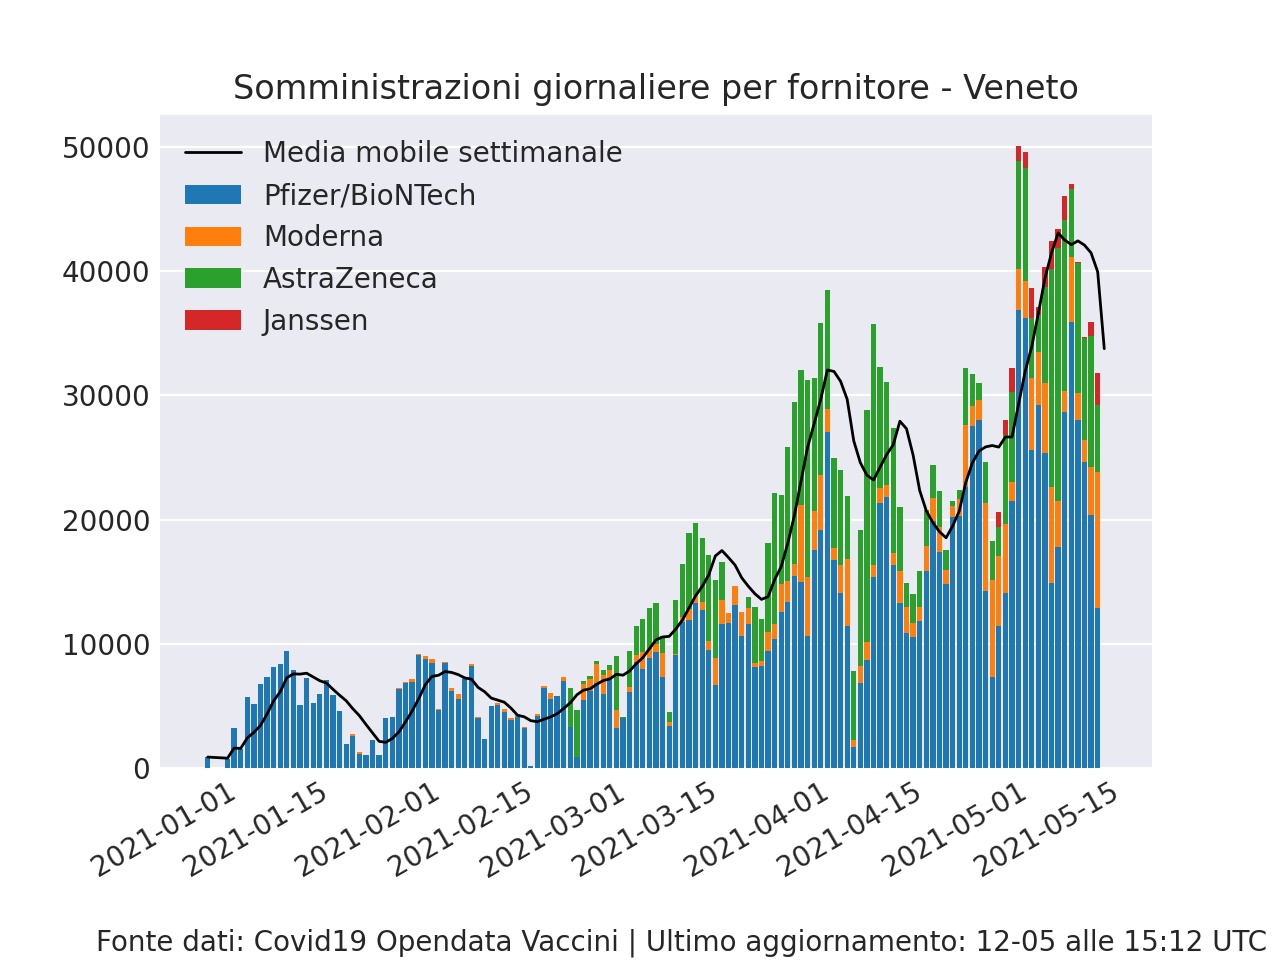 Somministrazioni giornaliere per fornitore - Veneto
50000
40000
30000
20000
10000
0
Media mobile settimanale
Pfizer/BioNTech
Moderna
AstraZeneca
Janssen
2021-01-01
2021-01-15
2021-02-01
2021-02-15
2021-03-01
2021-03-15
2021-04-01
2021-04-15
2021-05-01
2021-05-15
Fonte dati: Covid19 Opendata Vaccini | Ultimo aggiornamento: 12-05 alle 15:12 UTC